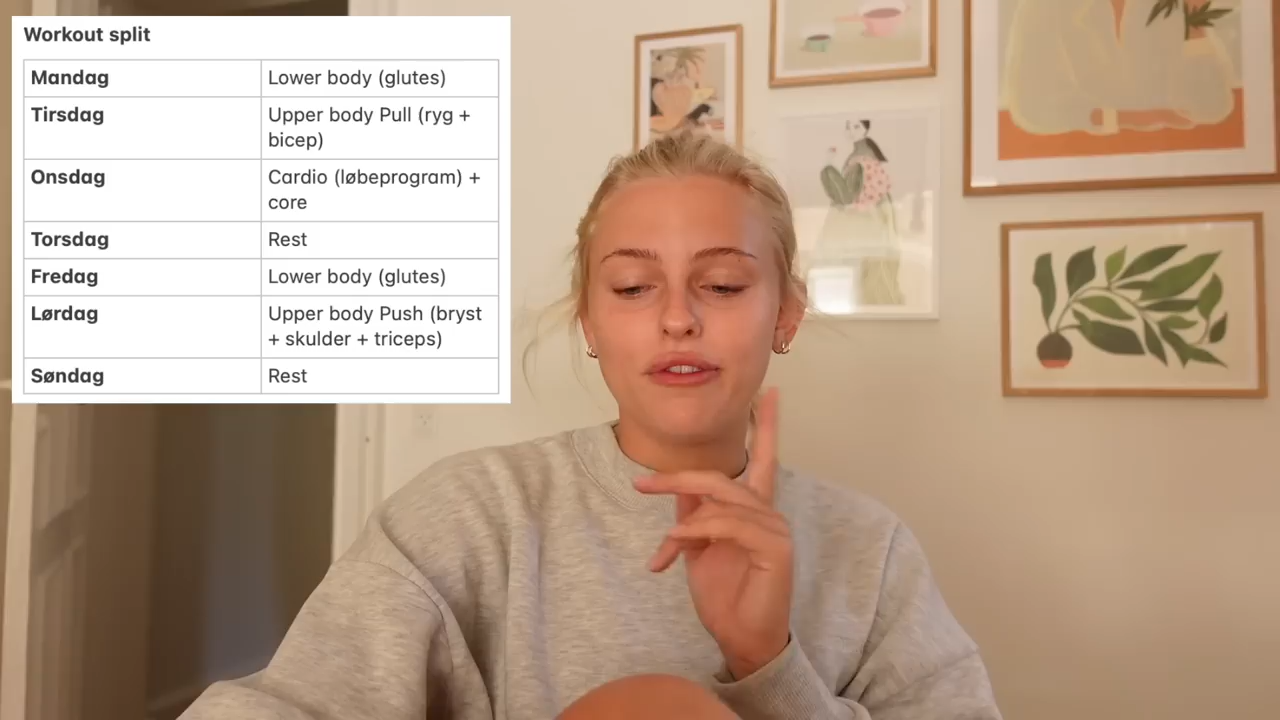 Workout split
Mandag Lower body (glutes)
Tirsdag Upper body Pull (ryg +
bicep)
Onsdag Cardio (løbeprogram) +
core
Torsdag Rest
Fredag Lower body (glutes)
Lørdag Upper body Push (bryst
+ skulder + triceps)
Søndag Rest